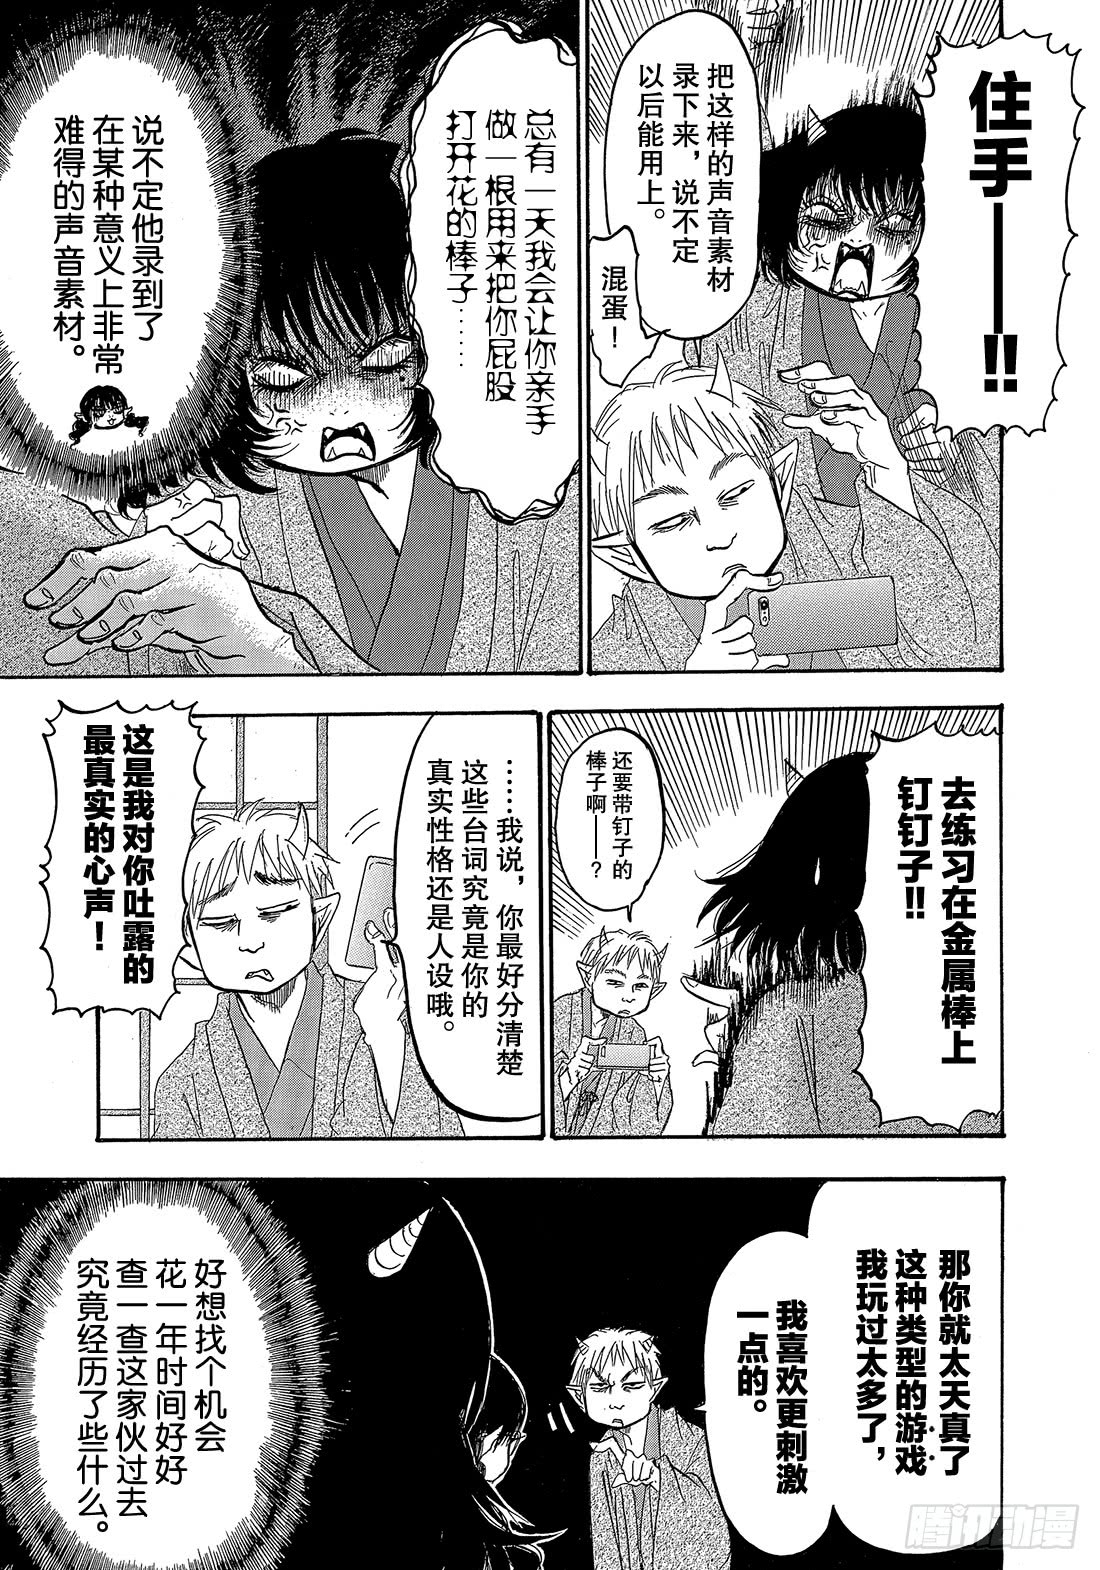 住手——!!
把这样的声音素材
录下来，说不定
以后能用上。
混蛋！
总有一天我会让你亲手
做一根用来把你屁股
打开花的棒子……
说不定他录到了
在某种意义上非常
难得的声音素材。
去练习在金属棒上
钉钉子!!
还要带钉子的
棒子啊——？
……我说，你最好分清楚
这些台词究竟是你的
真实性格还是人设哦。
这是我对你吐露的
最真实的心声！
那你就太天真了
这种类型的游戏
我玩过太多了，
我喜欢更刺激
一点的。
好想找个机会
花一年时间好好
查一查这家伙过去
究竟经历了些什么。
腾讯动漫